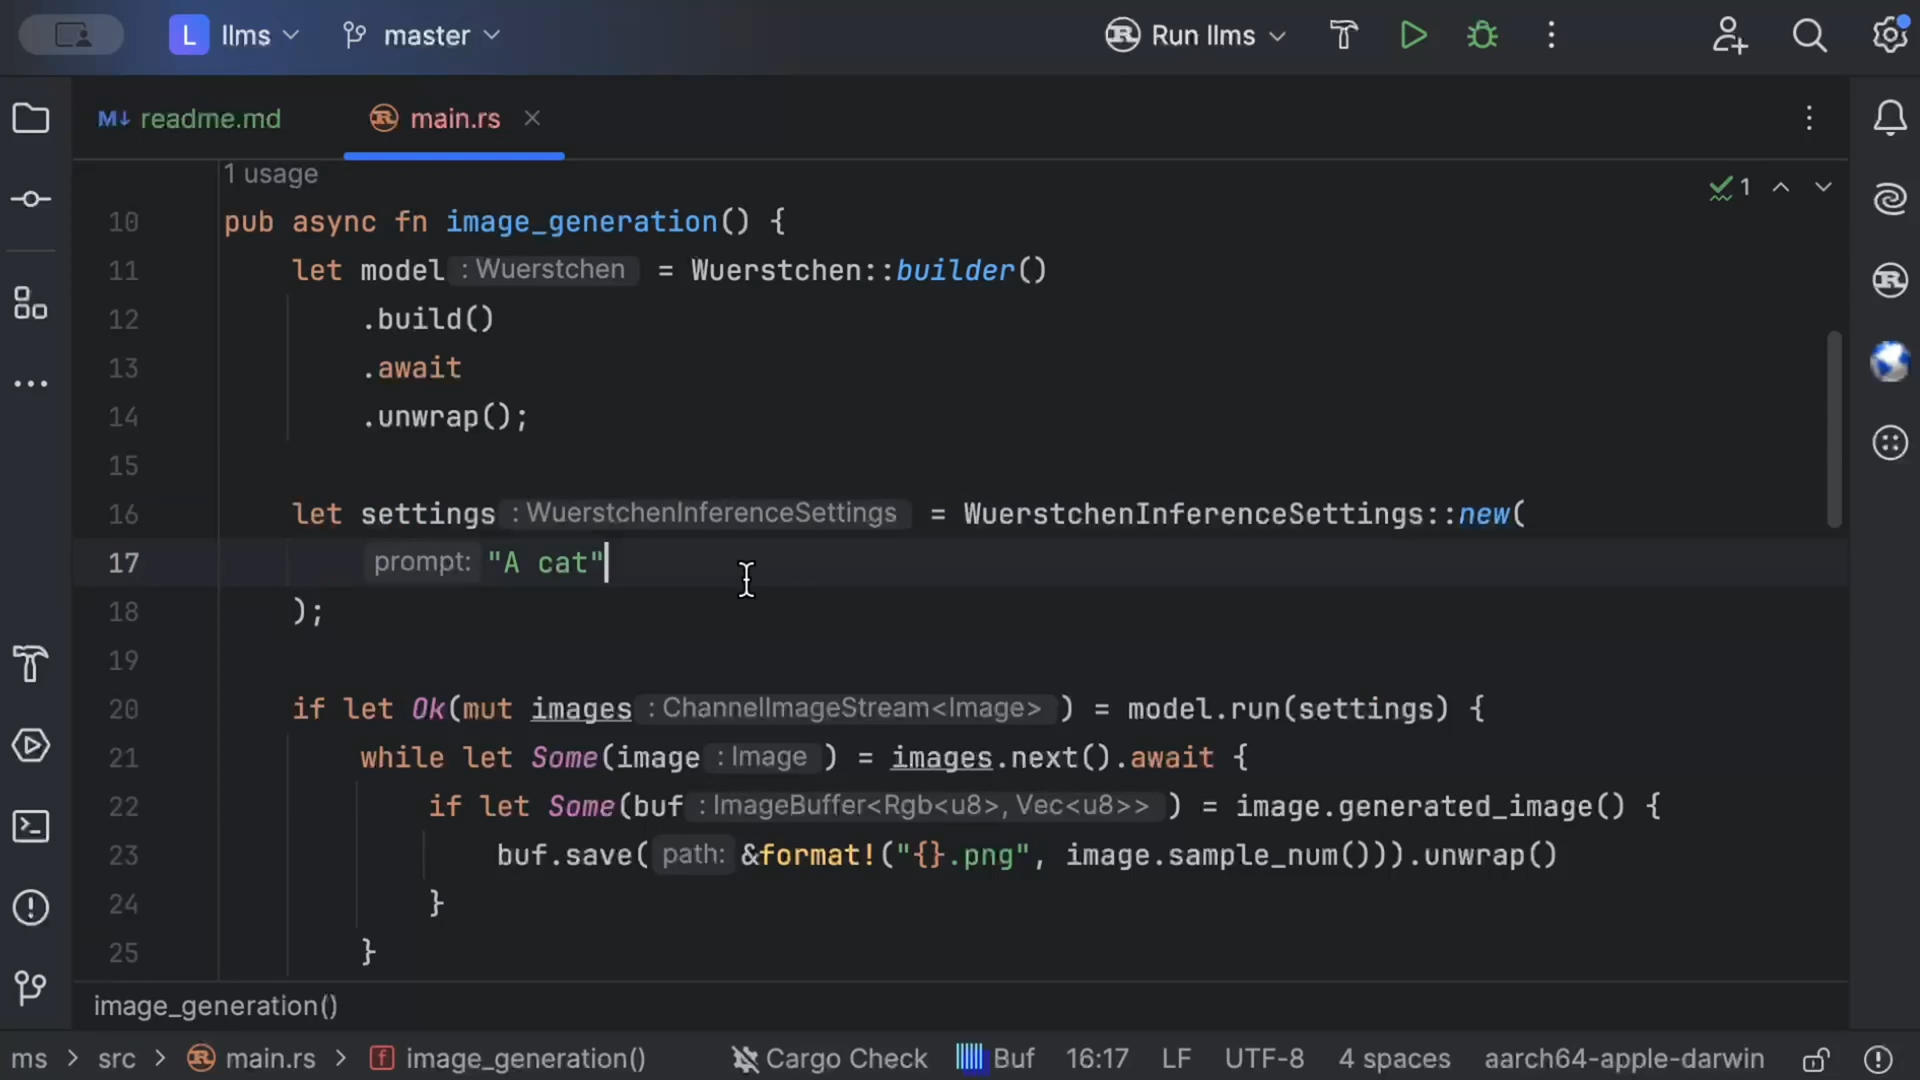 L llms master Run llms
M↓ readme.md main.rs
1 usage
1
10 pub async fn image_generation() {
11 let model : Wuerstchen = Wuerstchen::builder()
12 .build()
13 .await
14 .unwrap();
15
16 let settings : WuerstchenInferenceSettings = WuerstchenInferenceSettings::new(
17 prompt: "A cat"
18 );
19
20 if let Ok(mut images : ChannelImageStream<Image> ) = model.run(settings) {
21 while let Some(image : Image ) = images.next().await {
22 if let Some(buf : ImageBuffer<Rgb<u8>, Vec<u8>> ) = image.generated_image() {
23 buf.save( path: &format!("{}.png", image.sample_num())).unwrap()
24 }
25 }
image_generation()
ms > src > main.rs > f image_generation() Cargo Check Buf 16:17 LF UTF-8 4 spaces aarch64-apple-darwin